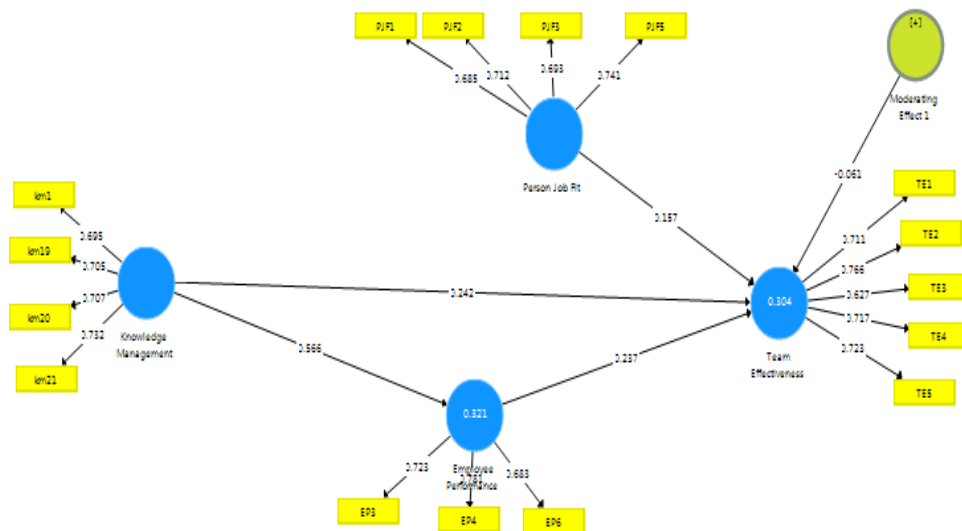 PJF1
PJF2
PJF3
PJF5
[+]
0.685
0.712
0.693
0.741
Moderating
Effect 1
Person Job Fit
-0.061
km1
0.695
km19
0.705
km20
0.707
0.732
km21
Knowledge
Management
0.157
0.242
0.566
0.237
TE1
0.711
TE2
0.766
TE3
0.627
0.304
0.717
TE4
0.723
Team
Effectiveness
TE5
0.321
Employee
Performance
0.723
0.683
EP3
EP4
EP6